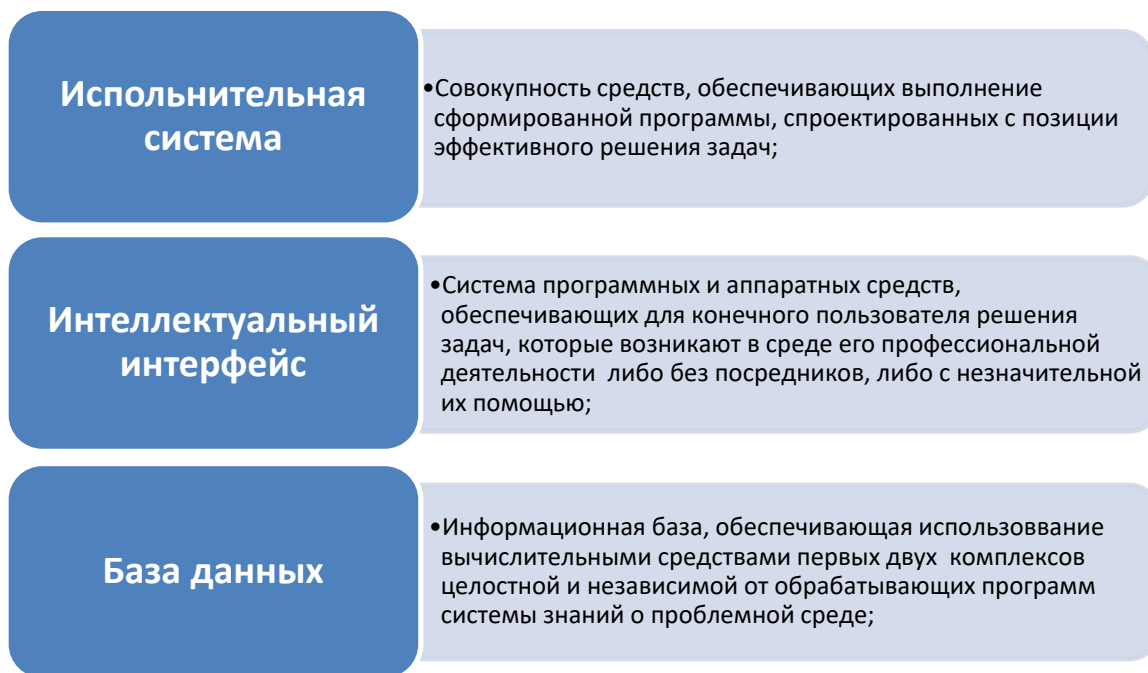 Испольнительная
система
•Совокупность средств, обеспечивающих выполнение
сформированной программы, спроектированных с позиции
эффективного решения задач;
Интеллектуальный
интерфейс
•Система программных и аппаратных средств,
обеспечивающих для конечного пользователя решения
задач, которые возникают в среде его профессиональной
деятельности либо без посредников, либо с незначительной
их помощью;
База данных
•Информационная база, обеспечивающая использоввание
вычислительными средствами первых двух комплексов
целостной и независимой от обрабатывающих программ
системы знаний о проблемной среде;